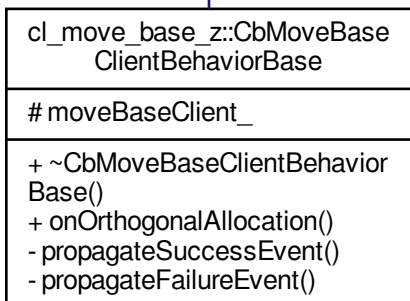 cl_move_base_z::CbMoveBase
ClientBehaviorBase
# moveBaseClient_
+ ~CbMoveBaseClientBehavior
Base()
+ onOrthogonalAllocation()
- propagateSuccessEvent()
- propagateFailureEvent()